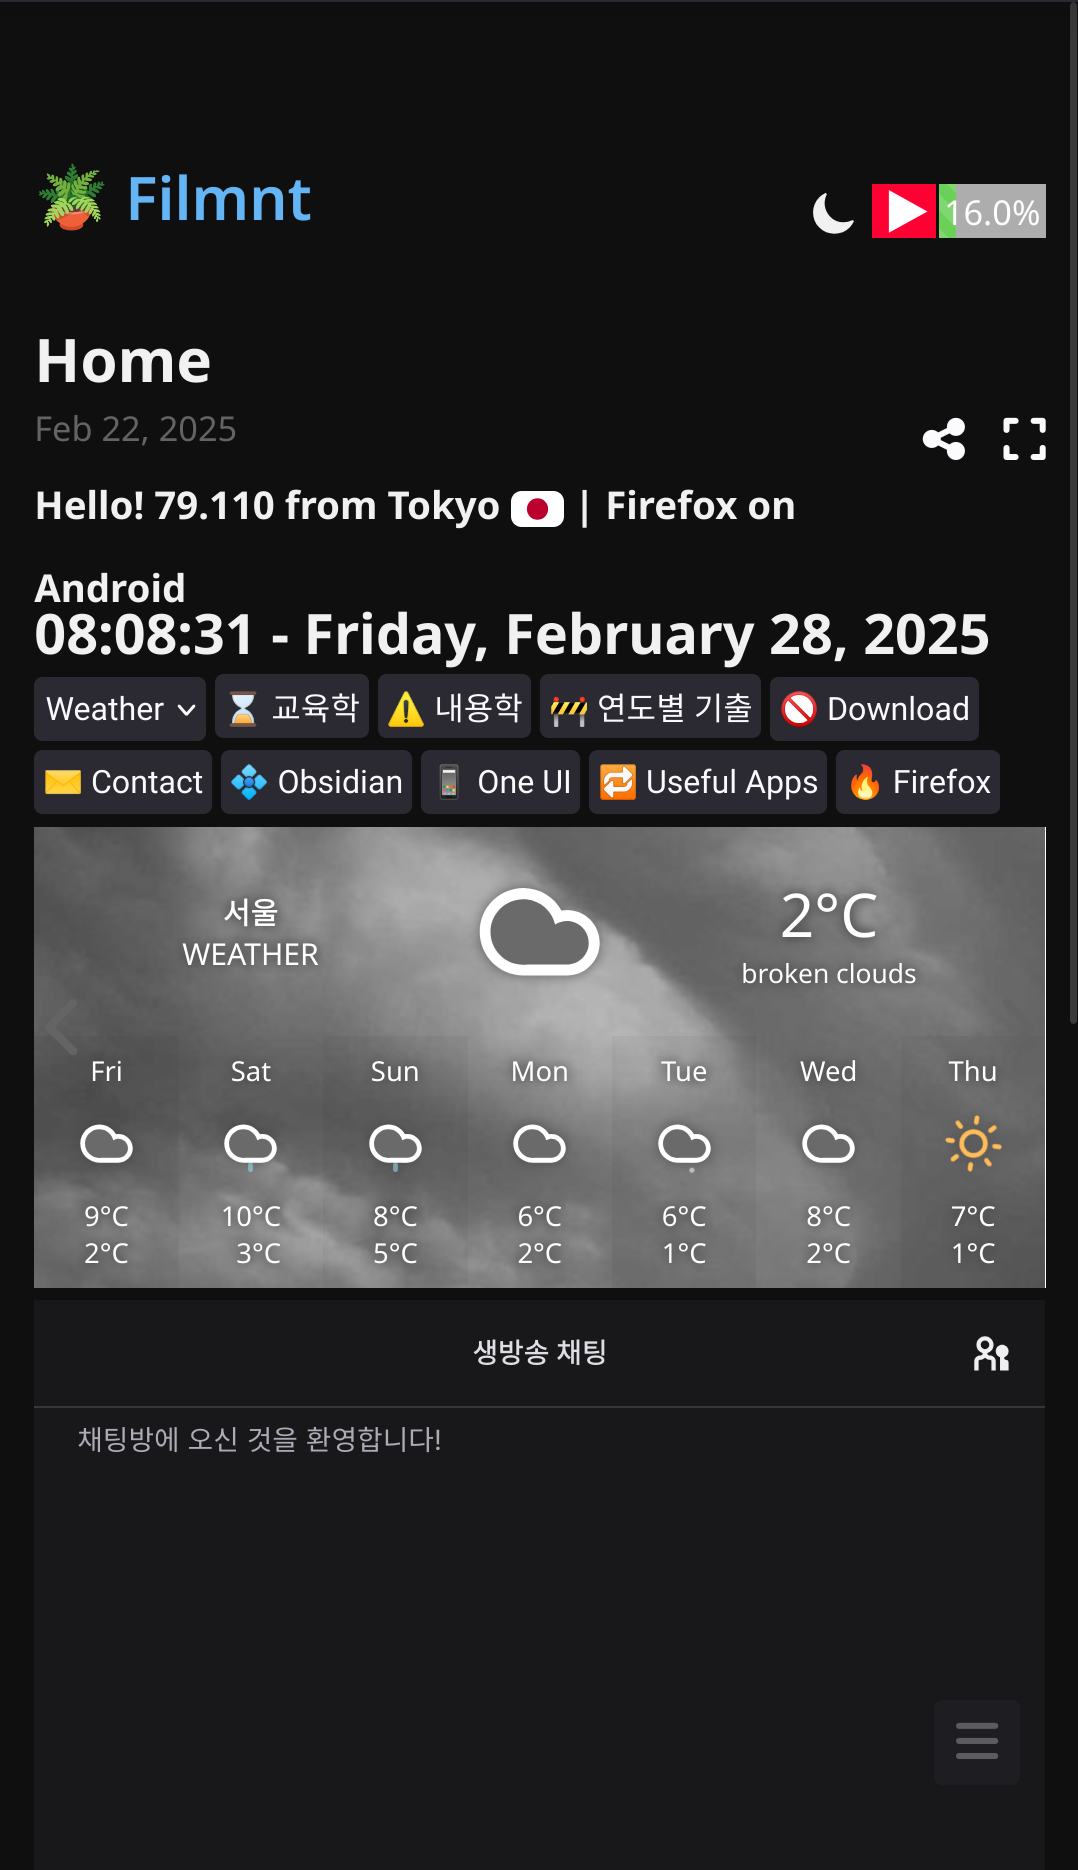 Filmnt
16.0%
Home
Feb 22, 2025
Hello! 79.110 from Tokyo | Firefox on
Android
08:08:31 - Friday, February 28, 2025
Weather 교육학 내용학 연도별 기출 Download
Contact Obsidian One UI Useful Apps Firefox
서울
WEATHER
2°C
broken clouds
Fri Sat Sun Mon Tue Wed Thu
9°C 10°C 8°C 6°C 6°C 8°C 7°C
2°C 3°C 5°C 2°C 1°C 2°C 1°C
생방송 채팅
채팅방에 오신 것을 환영합니다!